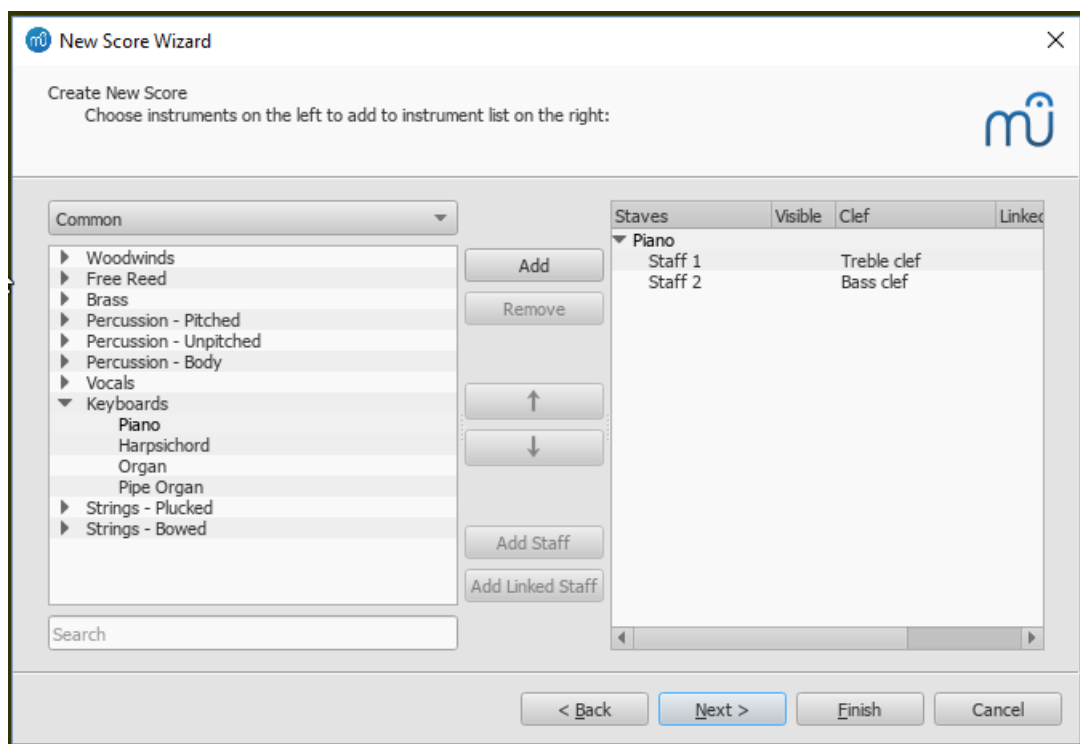 New Score Wizard
Create New Score
Choose instruments on the left to add to instrument list on the right:
Common
Woodwinds
Free Reed
Brass
Percussion - Pitched
Percussion - Unpitched
Percussion - Body
Vocals
Keyboards
Piano
Harpsichord
Organ
Pipe Organ
Strings - Plucked
Strings - Bowed
Search
Add
Remove
Add Staff
Add Linked Staff
Staves Visible Clef Linked
Piano
Staff 1 Treble clef
Staff 2 Bass clef
< Back Next > Finish Cancel